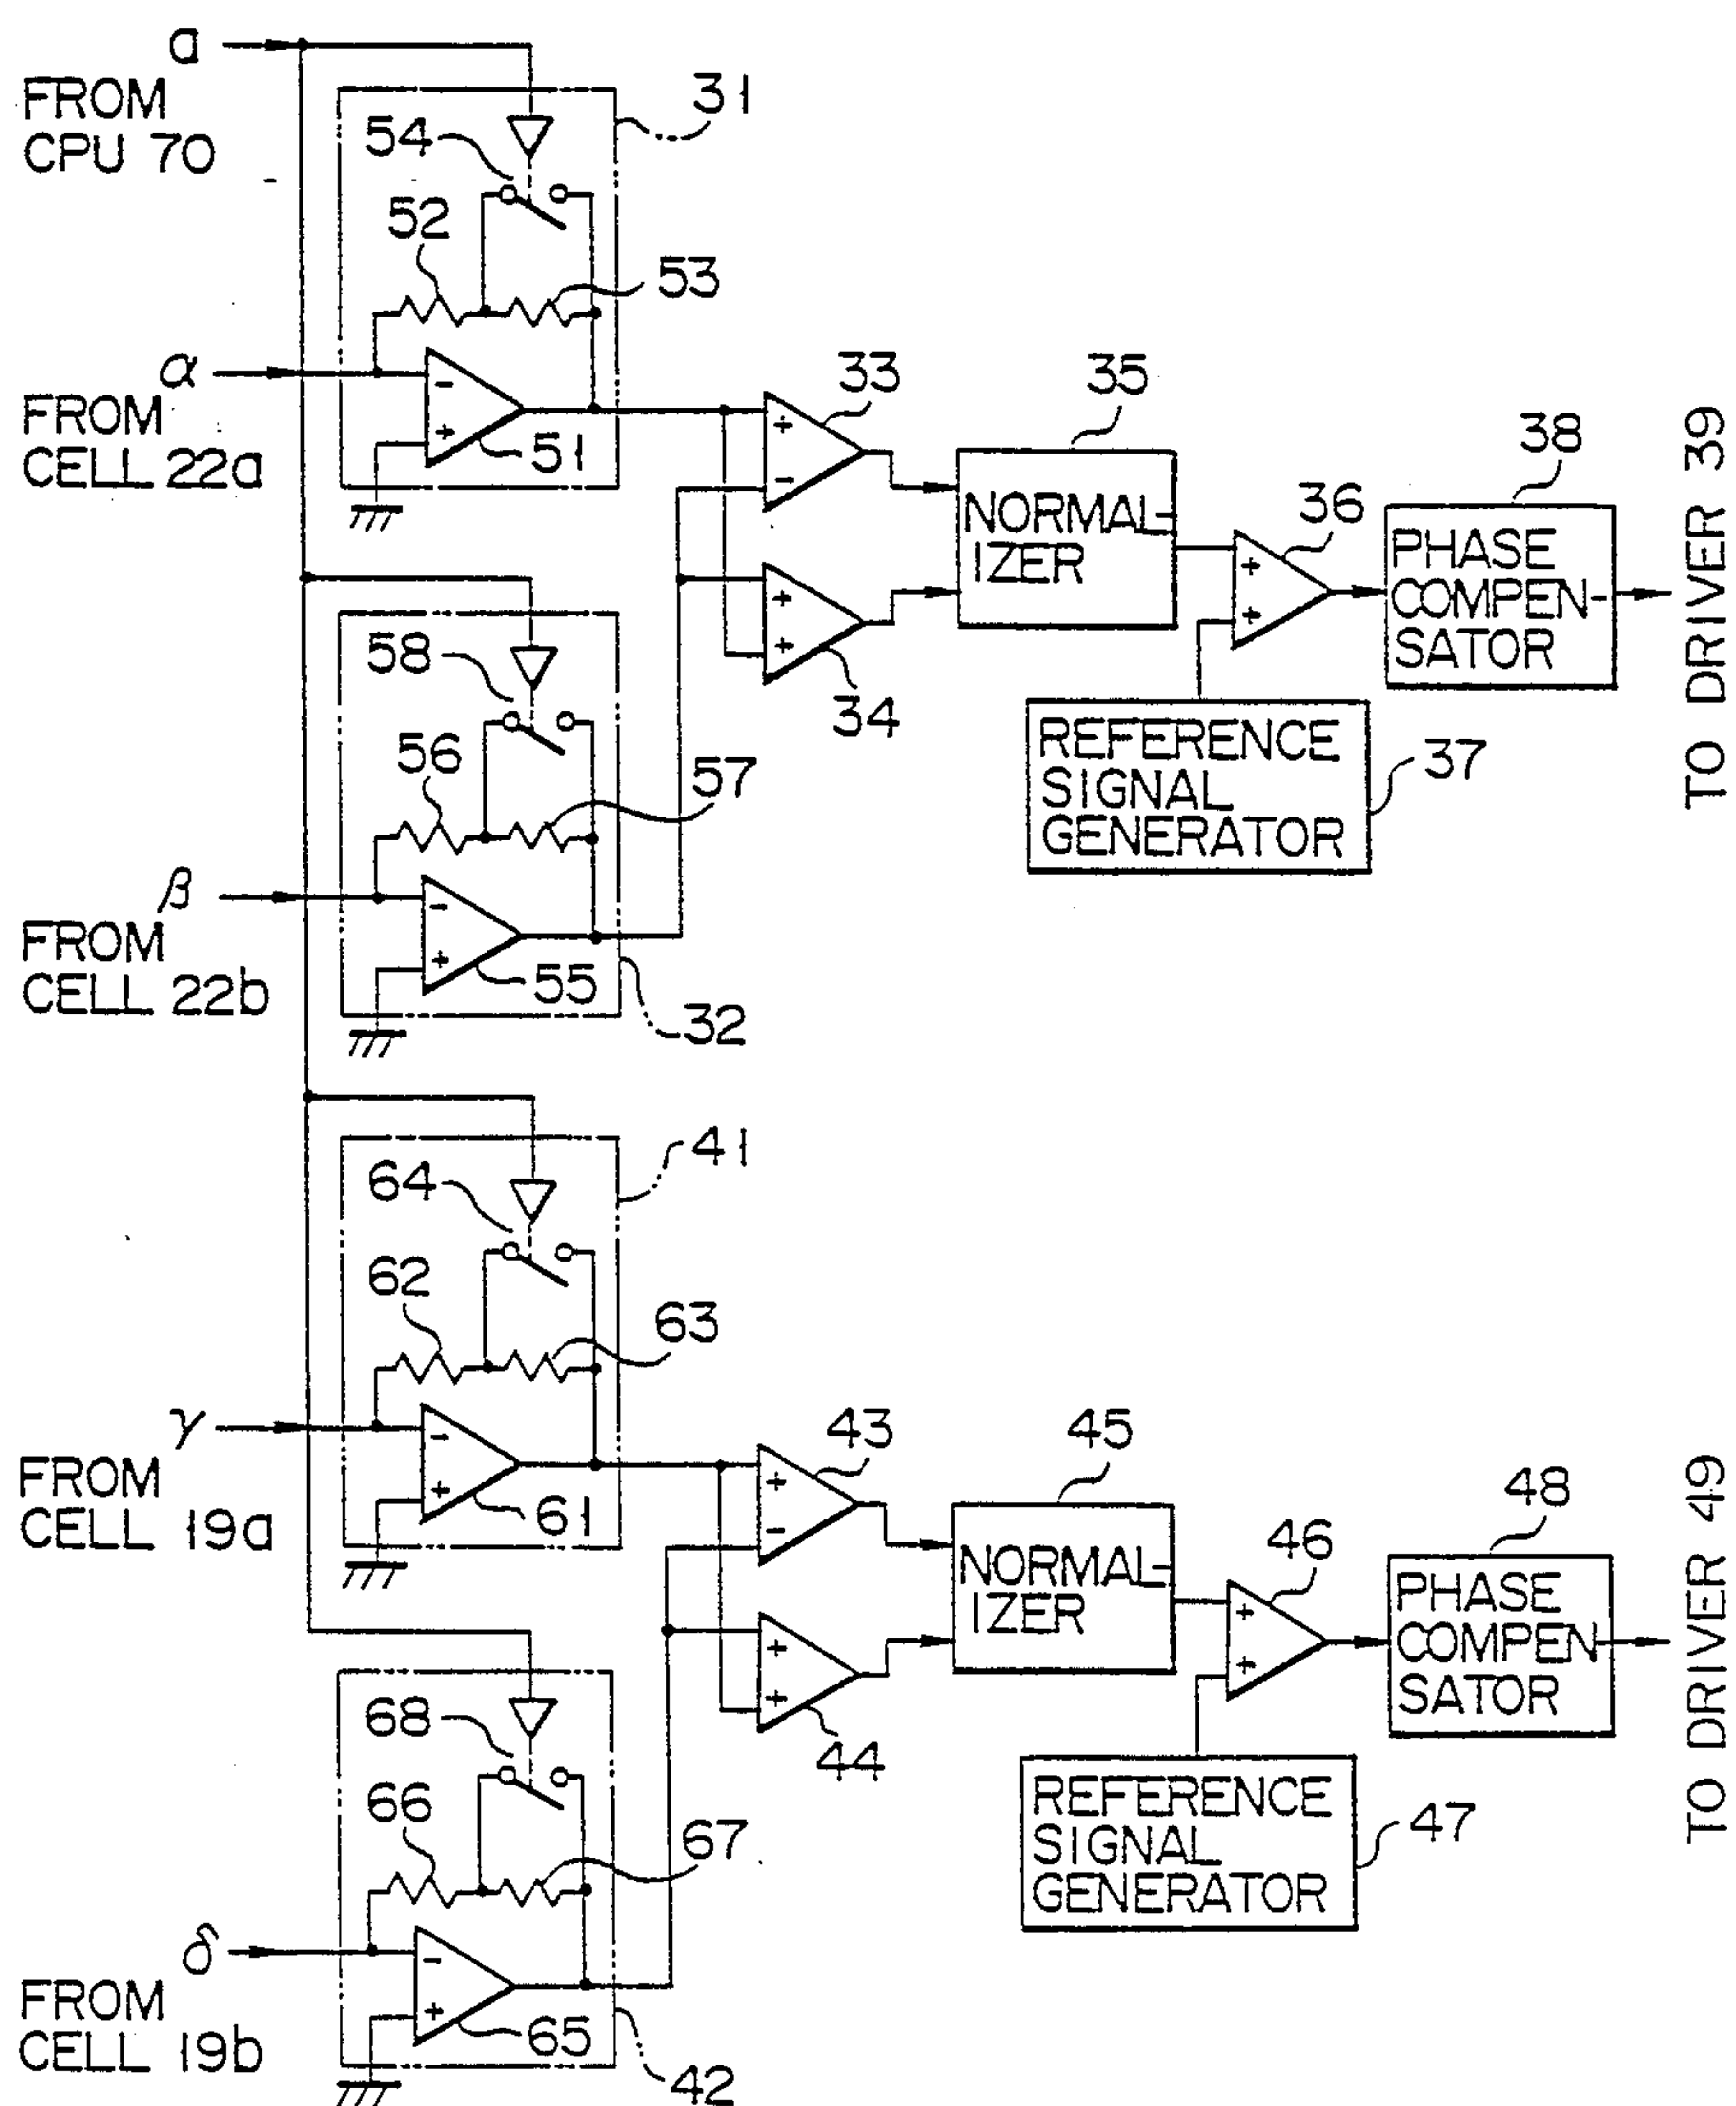 a
FROM
CPU 70
31
54
52
53
α
FROM
CELL 22a
-
+
51
33
+
-
35
NORMAL-
IZER
+
+
34
36
+
+
38
PHASE
COMPEN-
SATOR
TO DRIVER 39
REFERENCE
SIGNAL
GENERATOR
37
58
56
57
β
FROM
CELL 22b
-
+
55
32
41
64
62
63
γ
FROM
CELL 19a
-
+
61
43
+
-
45
NORMAL-
IZER
+
+
44
46
+
+
48
PHASE
COMPEN-
SATOR
TO DRIVER 49
REFERENCE
SIGNAL
GENERATOR
47
68
66
67
δ
FROM
CELL 19b
-
+
65
42